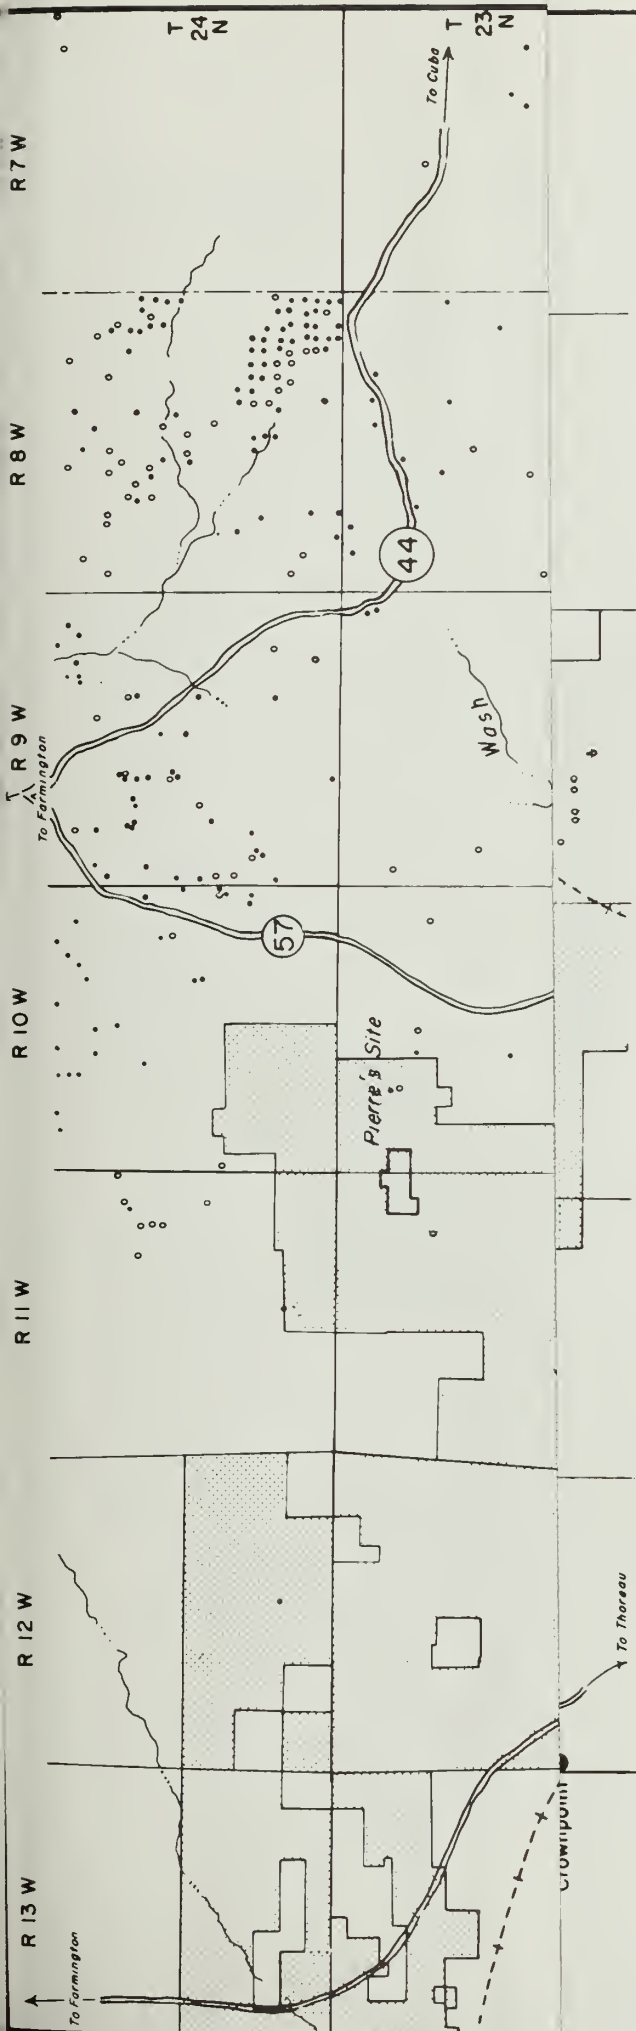 T
24
N
T
23
N
R 7 W
To Cuba
R 8 W
44
R 9 W
To Farmington
Wash
57
R 10 W
Pierre's Site
R 11 W
R 12 W
To Thoreau
R 13 W
To Farmington
Crownpoint